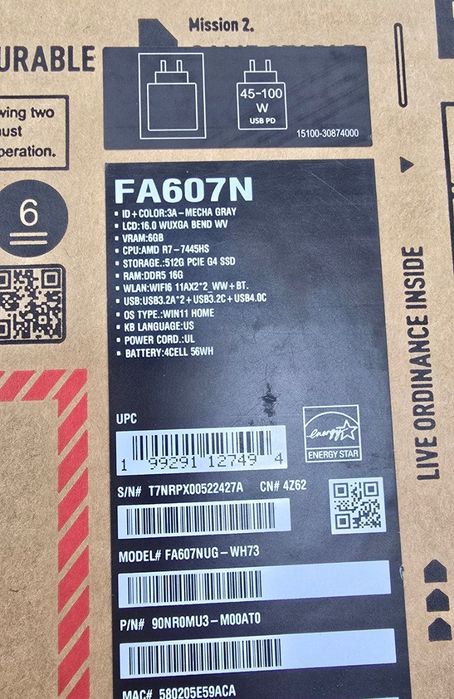 Mission 2.
URABLE
wing two
ust
peration.
45-100
W
USB PD
15100-30874000
6
FA607N
▪ ID+COLOR:3A-MECHA GRAY
▪ LCD:16.0 WUXGA BEND WV
▪ VRAM:6GB
▪ CPU:AMD R7-7445HS
▪ STORAGE.:512G PCIE G4 SSD
▪ RAM:DDR5 16G
▪ WLAN:WIFI6 11AX2*2_WW+BT.
▪ USB:USB3.2A*2+USB3.2C+USB4.0C
▪ OS TYPE.:WIN11 HOME
▪ KB LANGUAGE:US
▪ POWER CORD.:UL
▪ BATTERY:4CELL 56WH
UPC
1 99291 12749 4
energy
ENERGY STAR
S/N# T7NRPX00522427A CN# 4Z62
MODEL# FA607NUG-WH73
P/N# 90NR0MU3-M00AT0
MAC# 580205E59ACA
LIVE ORDINANCE INSIDE